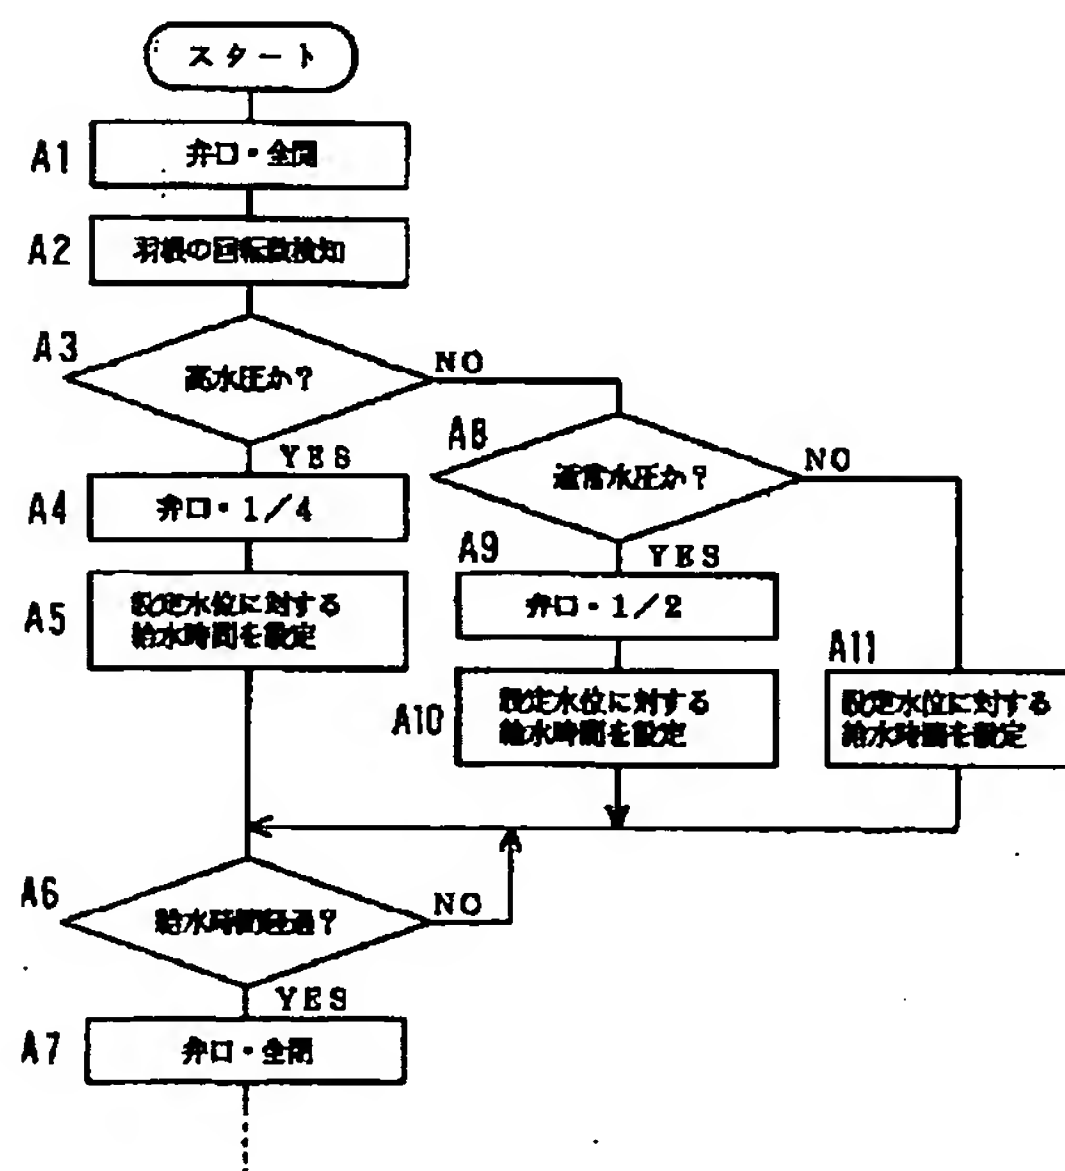 スタート
A1
弁口・全開
A2
羽根の回転数検知
A3
高水圧か？
NO
YES
A4
弁口・1／4
A5
設定水位に対する
給水時間を設定
A8
通常水圧か？
NO
YES
A9
弁口・1／2
A10
設定水位に対する
給水時間を設定
A11
設定水位に対する
給水時間を設定
A6
給水時間経過？
NO
YES
A7
弁口・全閉